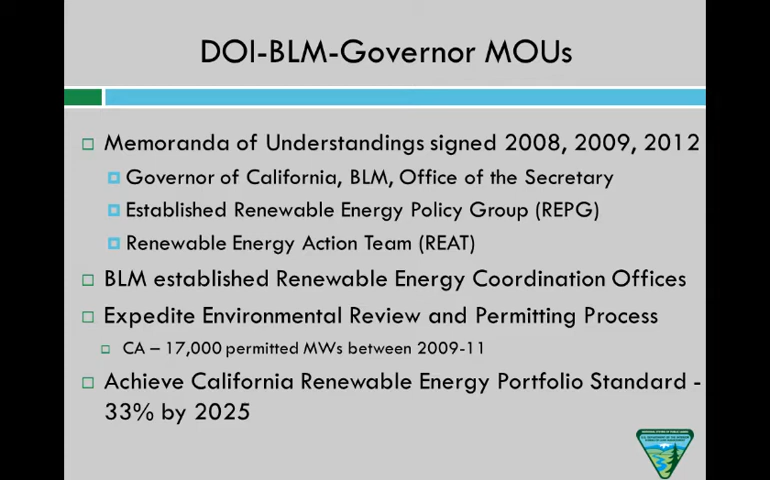 DOI-BLM-Governor MOUs
Memoranda of Understandings signed 2008, 2009, 2012
Governor of California, BLM, Office of the Secretary
Established Renewable Energy Policy Group (REPG)
Renewable Energy Action Team (REAT)
BLM established Renewable Energy Coordination Offices
Expedite Environmental Review and Permitting Process
CA – 17,000 permitted MWs between 2009-11
Achieve California Renewable Energy Portfolio Standard -
33% by 2025